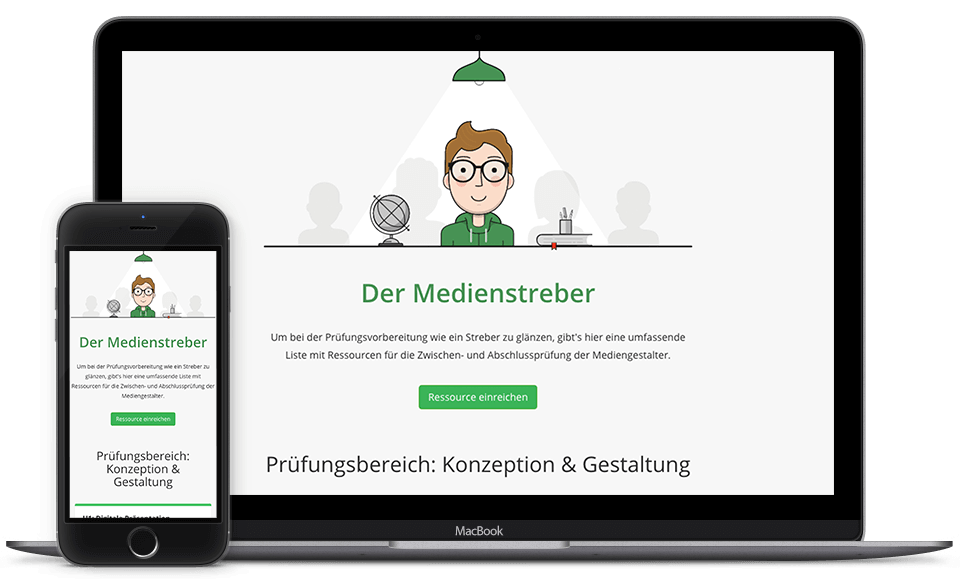 Der Medienstreber
Um bei der Prüfungsvorbereitung wie ein Streber zu glänzen, gibt's hier eine umfassende
Liste mit Ressourcen für die Zwischen- und Abschlussprüfung der Mediengestalter.
Ressource einreichen
Prüfungsbereich: Konzeption & Gestaltung
MacBook
Der Medienstreber
Um bei der Prüfungsvorbereitung wie ein Streber zu
glänzen, gibt's hier eine umfassende Liste mit
Ressourcen für die Zwischen- und Abschlussprüfung der
Mediengestalter.
Ressource einreichen
Prüfungsbereich:
Konzeption &
Gestaltung
Digitale Präsentation